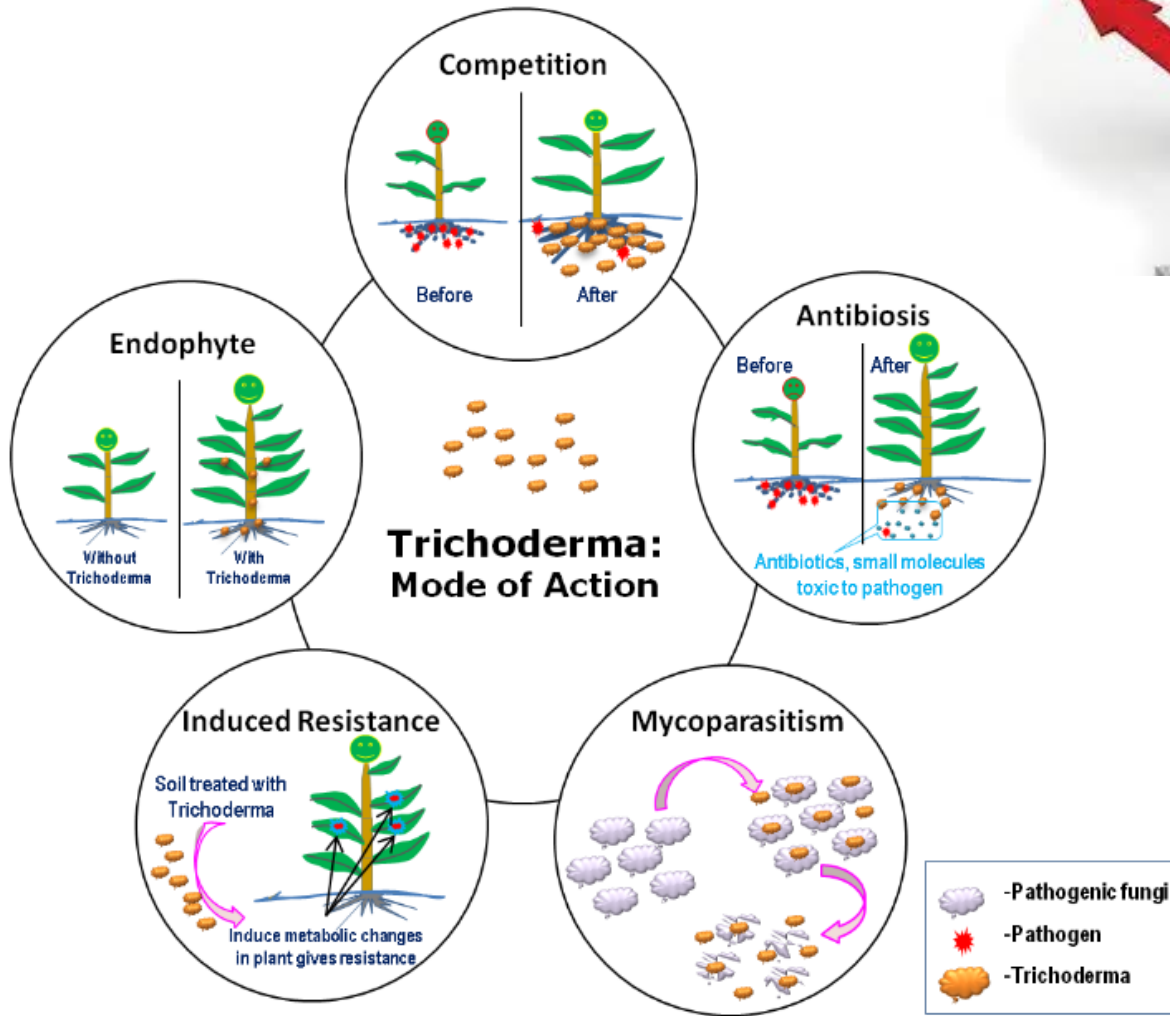 Competition
Before
After
Antibiosis
Before
After
Antibiotics, small molecules
toxic to pathogen
Endophyte
Without
Trichoderma
With
Trichoderma
Trichoderma:
Mode of Action
Induced Resistance
Soil treated with
Trichoderma
Induce metabolic changes
in plant gives resistance
Mycoparasitism
-Pathogenic fungi
-Pathogen
-Trichoderma